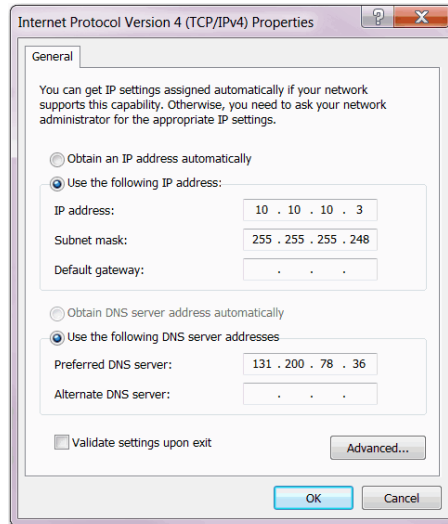 Internet Protocol Version 4 (TCP/IPv4) Properties
General
You can get IP settings assigned automatically if your network
supports this capability. Otherwise, you need to ask your network
administrator for the appropriate IP settings.
Obtain an IP address automatically
Use the following IP address:
IP address: 10 . 10 . 10 . 3
Subnet mask: 255 . 255 . 255 . 248
Default gateway: . . .
Obtain DNS server address automatically
Use the following DNS server addresses
Preferred DNS server: 131 . 200 . 78 . 36
Alternate DNS server: . . .
Validate settings upon exit
Advanced...
OK Cancel